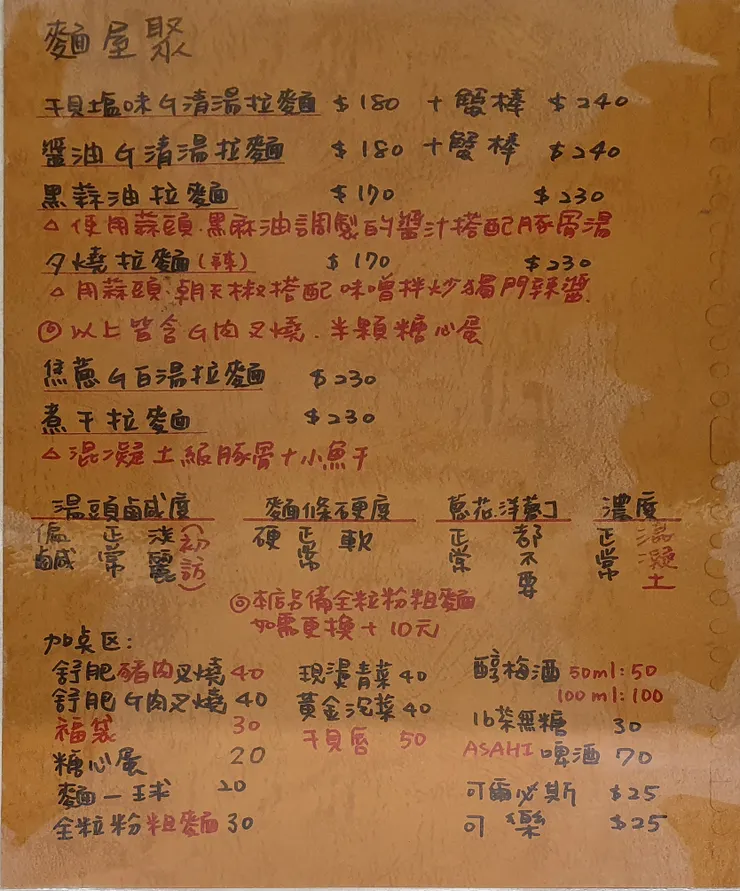 麵屋聚
干貝塩味G清湯拉麵 $180 +蟹棒 $240
醬油G清湯拉麵 $180 +蟹棒 $240
黑蒜油拉麵 $170 $230
△使用蒜頭.黑麻油調製的醬汁搭配豚骨湯
夕燒拉麵(辣) $170 $230
△用蒜頭.朝天椒搭配味噌拌炒獨門辣醬
◎以上皆含G肉叉燒.半顆糖心蛋
焦蔥G白湯拉麵 $230
煮干拉麵 $230
△混凝土級豚骨+小魚干
湯頭鹹度 麵條硬度 蔥花.洋蔥丁 濃度
偏鹹 正常 淡麗(初訪) 硬 正常 軟 正常 都不要 正常 混凝土
◎本店另備全粒粉粗麵
如需更換+10元
加桌区:
舒肥豬肉叉燒 40 現燙青菜 40 醇梅酒 50ml:50
100ml:100
舒肥G肉叉燒 40 黃金泡菜 40
福袋 30 干貝唇 50 16茶無糖 30
糖心蛋 20 ASAHI 啤酒 70
麵一球 20 可爾必斯 $25
全粒粉粗麵 30 可樂 $25